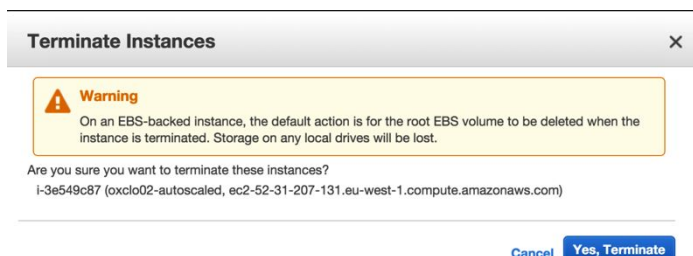 Terminate Instances
Warning
On an EBS-backed instance, the default action is for the root EBS volume to be deleted when the
instance is terminated. Storage on any local drives will be lost.
Are you sure you want to terminate these instances?
i-3e549c87 (oxclo02-autoscaled, ec2-52-31-207-131.eu-west-1.compute.amazonaws.com)
Cancel Yes, Terminate